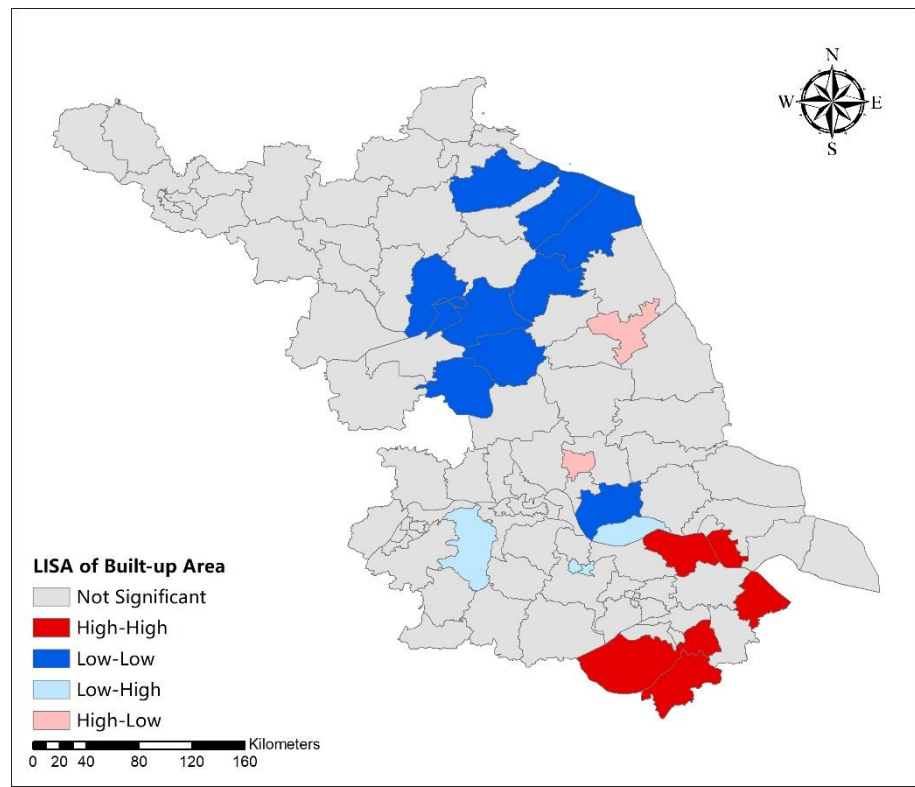 N
W E
S
LISA of Built-up Area
Not Significant
High-High
Low-Low
Low-High
High-Low
Kilometers
0 20 40 80 120 160